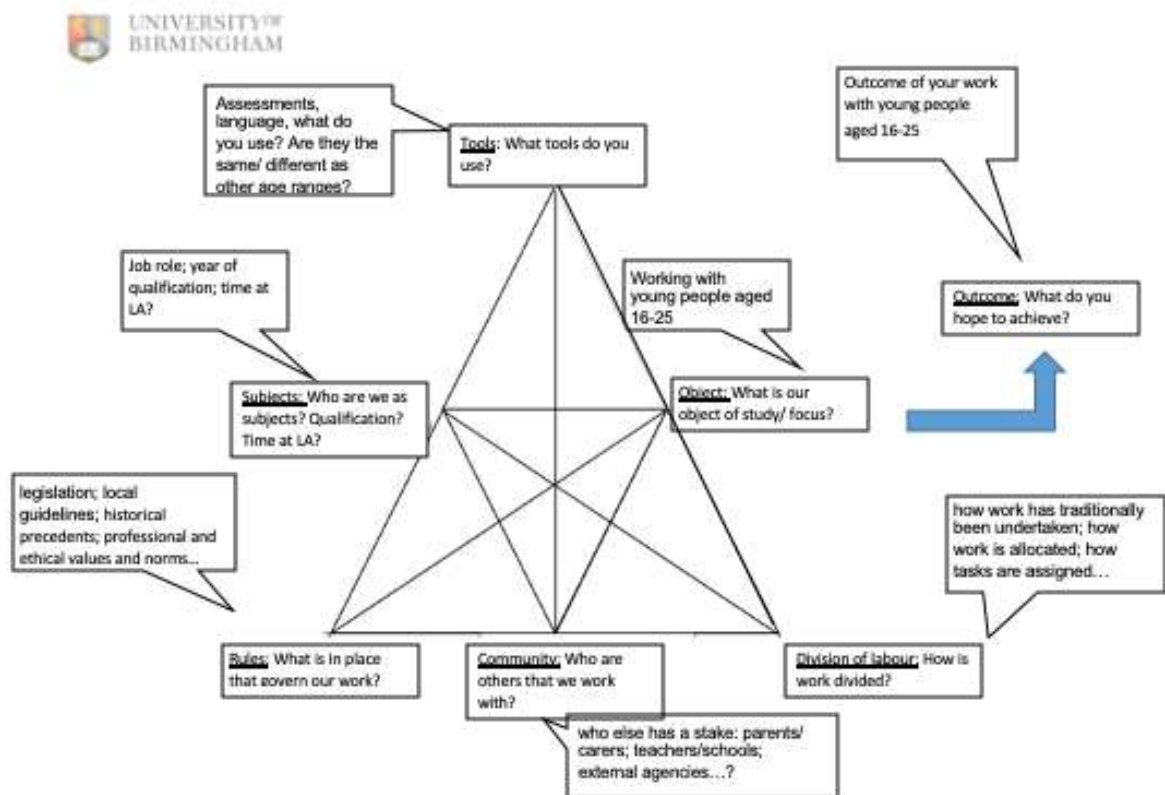 UNIVERSITY OF
BIRMINGHAM
Assessments,
language, what do
you use? Are they the
same/ different as
other age ranges?
Tools: What tools do you
use?
Outcome of your work
with young people
aged 16-25
Job role; year of
qualification; time at
LA?
Working with
young people aged
16-25
Outcome: What do you
hope to achieve?
Subjects: Who are we as
subjects? Qualification?
Time at LA?
Object: What is our
object of study/ focus?
legislation; local
guidelines; historical
precedents; professional and
ethical values and norms...
how work has traditionally
been undertaken; how
work is allocated; how
tasks are assigned...
Rules: What is in place
that govern our work?
Community: Who are
others that we work
with?
Division of labour: How is
work divided?
who else has a stake: parents/
carers; teachers/schools;
external agencies...?